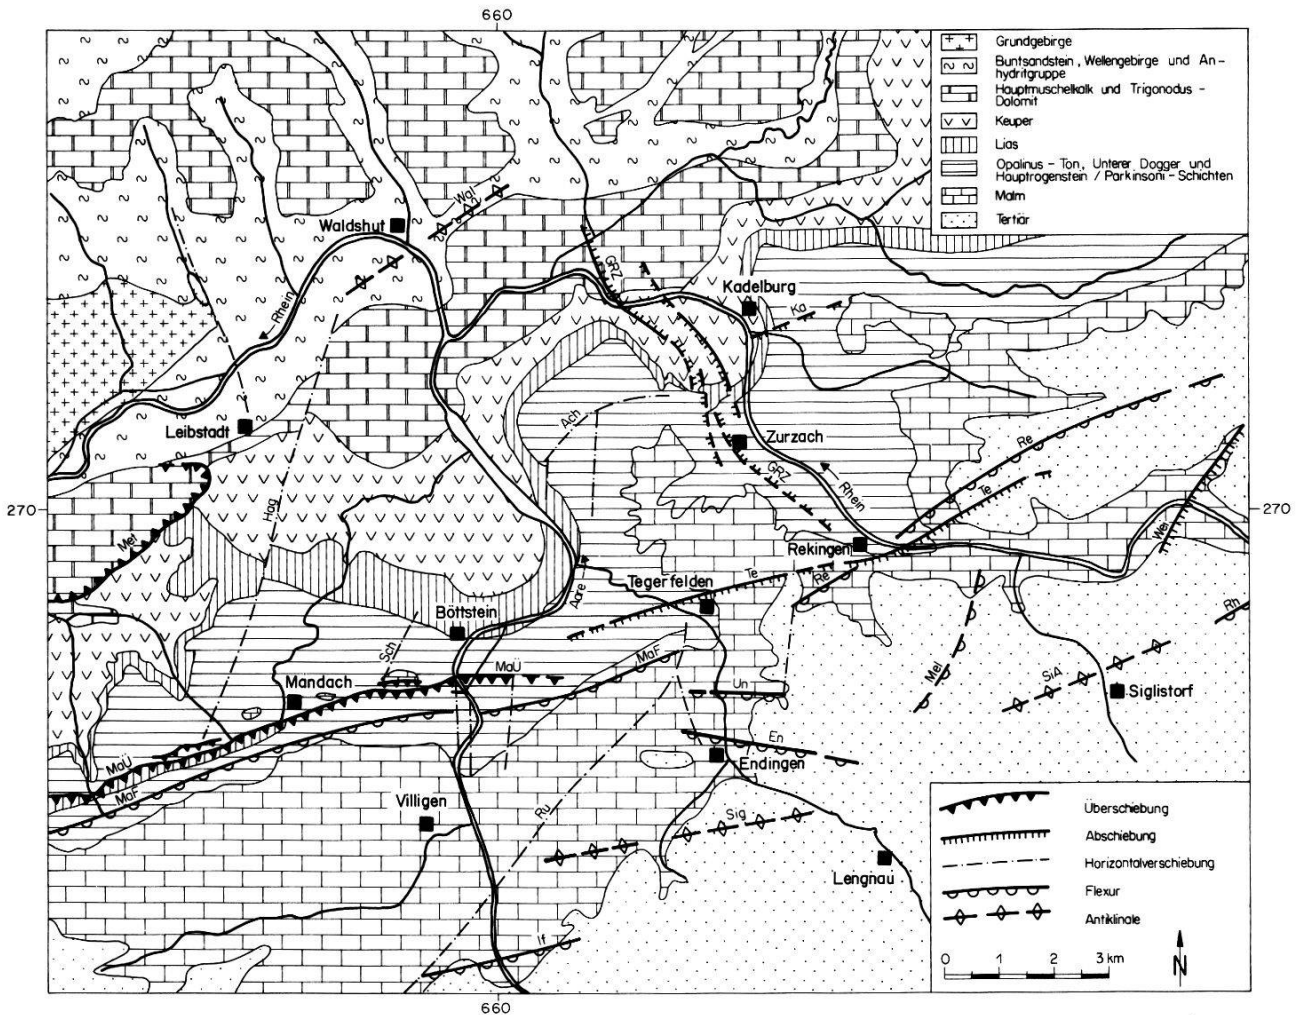 660
Grundgebirge
Buntsandstein, Wellengebirge und An-
hydritgruppe
Hauptmuschelkalk und Trigonodus-
Dolomit
Keuper
Lias
Opalinus-Ton, Unterer Dogger und
Hauptrogenstein / Parkinsoni-Schichten
Malm
Tertiär
Wal
Waldshut
GRZ
Kadelburg
Ka
Rhein
Leibstadt
Ach
Zurzach
Re
GRZ
Te
Rhein
270
270
Hag
Wei
Mei
Rekingen
Te
Re
Tegerfelden
Aare
Böttstein
Rh
Sch
MaÜ
MaF
Mel
SiA
Mandach
Un
Siglistorf
En
Endingen
MaÜ
MaF
Villigen
Ru
Sig
Lengnau
If
Überschiebung
Abschiebung
Horizontalverschiebung
Flexur
Antiklinale
0 1 2 3 km
N
660